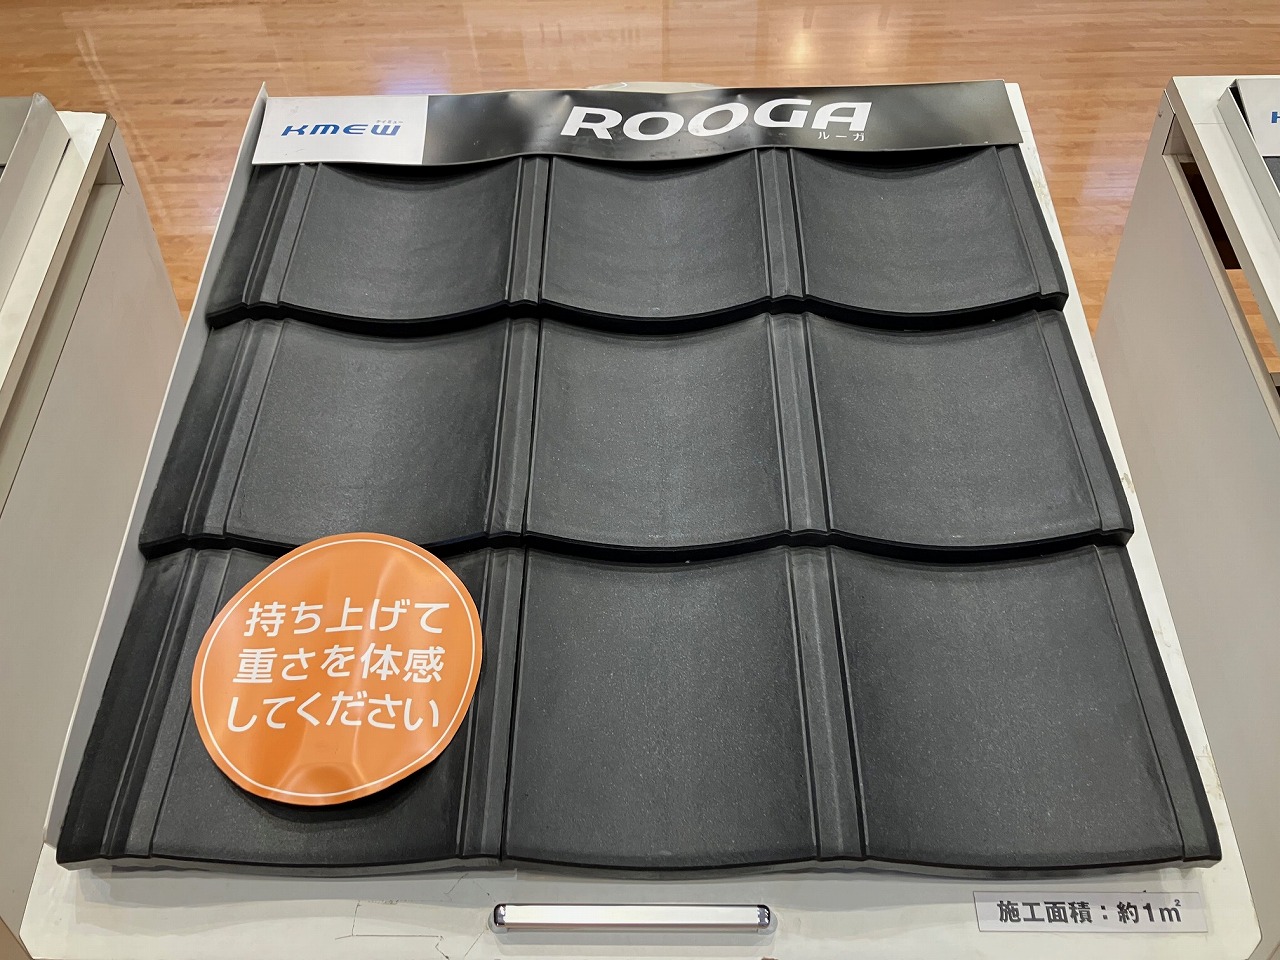 ケイミュー
KMEW
ROOGA
ルーガ
持ち上げて
重さを体感
してください
施工面積：約1㎡